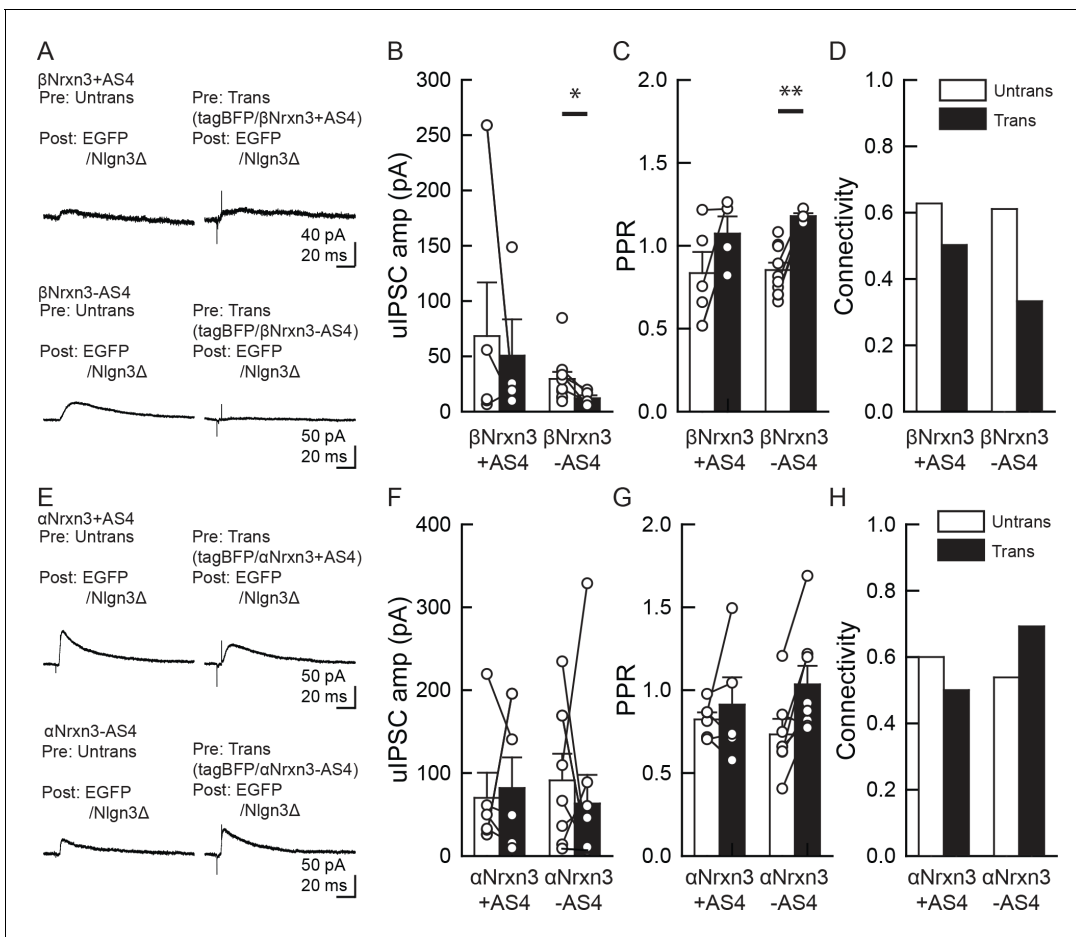 A
βNrxn3+AS4
Pre: Untrans
Pre: Trans
(tagBFP/βNrxn3+AS4)
Post: EGFP
/Nlgn3Δ
Post: EGFP
/Nlgn3Δ
40 pA
20 ms
βNrxn3-AS4
Pre: Untrans
Pre: Trans
(tagBFP/βNrxn3-AS4)
Post: EGFP
/Nlgn3Δ
Post: EGFP
/Nlgn3Δ
50 pA
20 ms
B
uIPSC amp (pA)
300
250
200
150
100
50
0
*
βNrxn3
+AS4
βNrxn3
-AS4
C
PPR
2.0
1.5
1.0
0.5
0.0
**
βNrxn3
+AS4
βNrxn3
-AS4
D
Connectivity
1.0
0.8
0.6
0.4
0.2
0.0
Untrans
Trans
βNrxn3
+AS4
βNrxn3
-AS4
E
αNrxn3+AS4
Pre: Untrans
Pre: Trans
(tagBFP/αNrxn3+AS4)
Post: EGFP
/Nlgn3Δ
Post: EGFP
/Nlgn3Δ
50 pA
20 ms
αNrxn3-AS4
Pre: Untrans
Pre: Trans
(tagBFP/αNrxn3-AS4)
Post: EGFP
/Nlgn3Δ
Post: EGFP
/Nlgn3Δ
50 pA
20 ms
F
uIPSC amp (pA)
400
300
200
100
0
αNrxn3
+AS4
αNrxn3
-AS4
G
PPR
2.0
1.5
1.0
0.5
0.0
αNrxn3
+AS4
αNrxn3
-AS4
H
Connectivity
1.0
0.8
0.6
0.4
0.2
0.0
Untrans
Trans
αNrxn3
+AS4
αNrxn3
-AS4